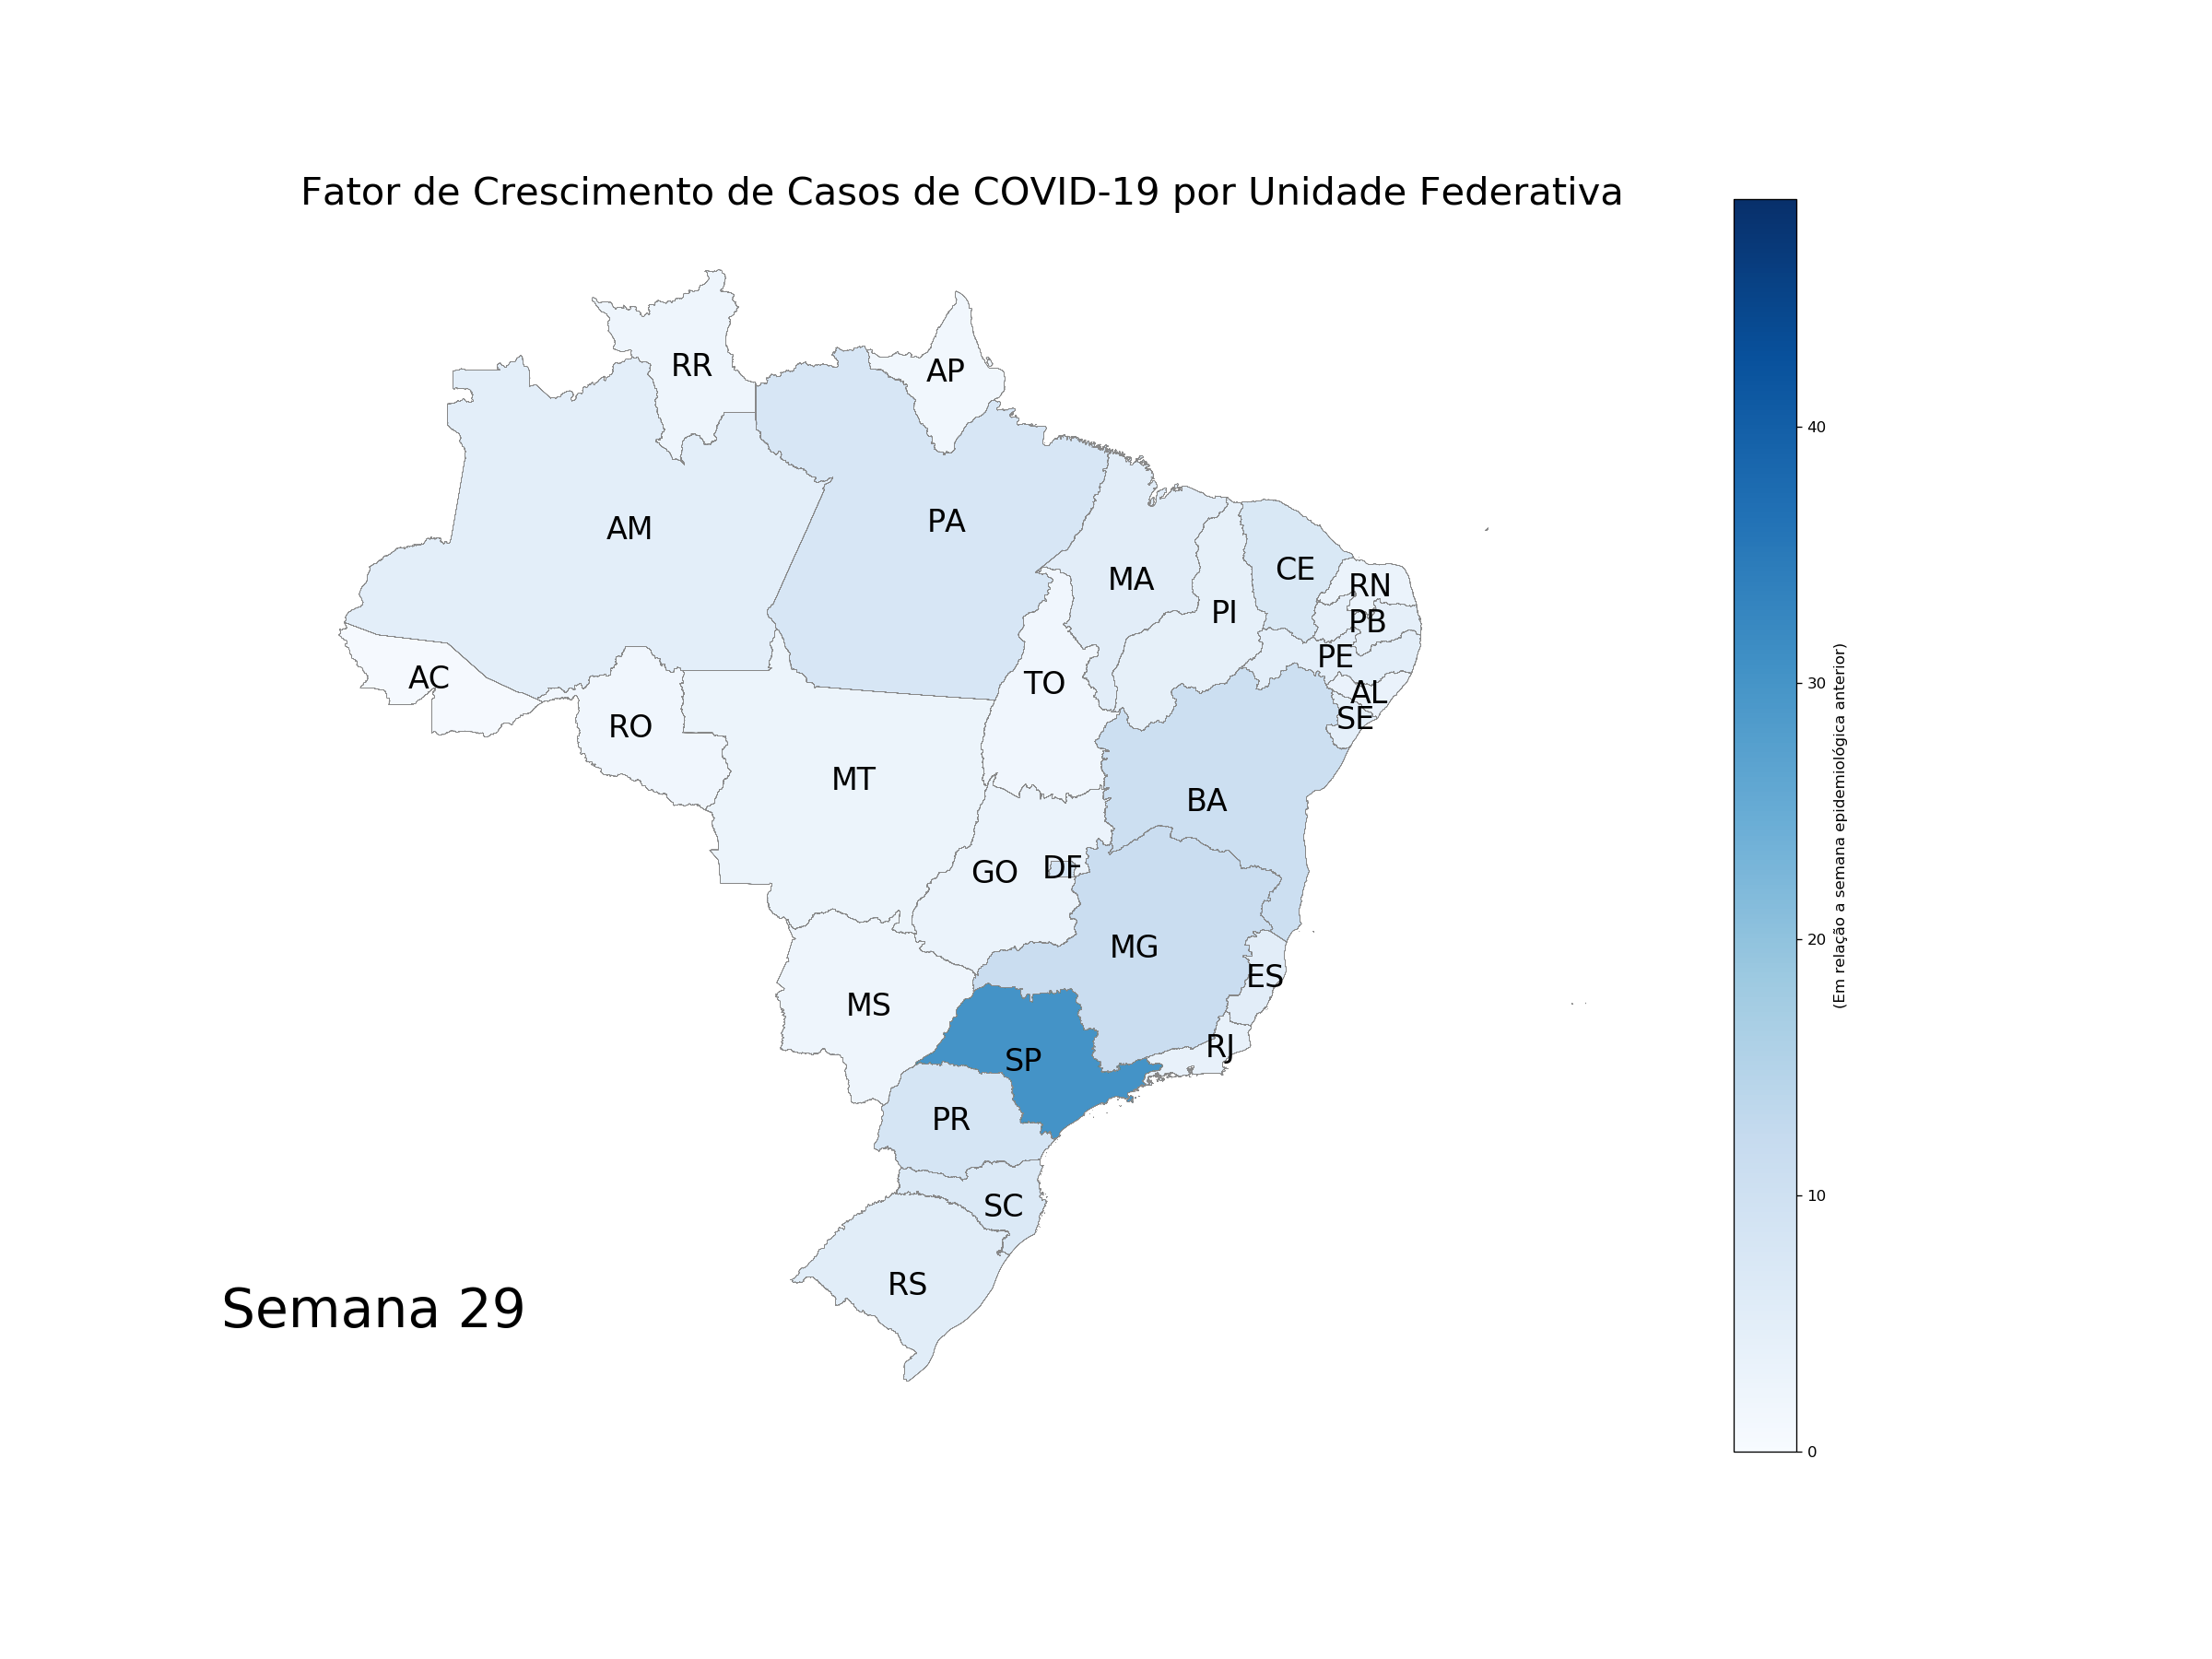 Fator de Crescimento de Casos de COVID-19 por Unidade Federativa
RR
AP
40
AM
PA
CE
MA
RN
PI
PB
PE
AC
TO
AL
30
SE
RO
MT
BA
(Em relação a semana epidemiológica anterior)
GO
DF
MG
20
ES
MS
RJ
SP
PR
SC
10
RS
Semana 29
0